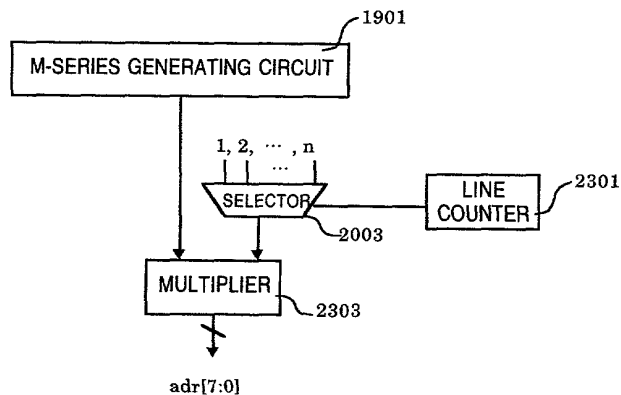 1901
M-SERIES GENERATING CIRCUIT
1, 2, ··· , n
···
SELECTOR
LINE
COUNTER
2301
2003
MULTIPLIER
2303
adr[7:0]